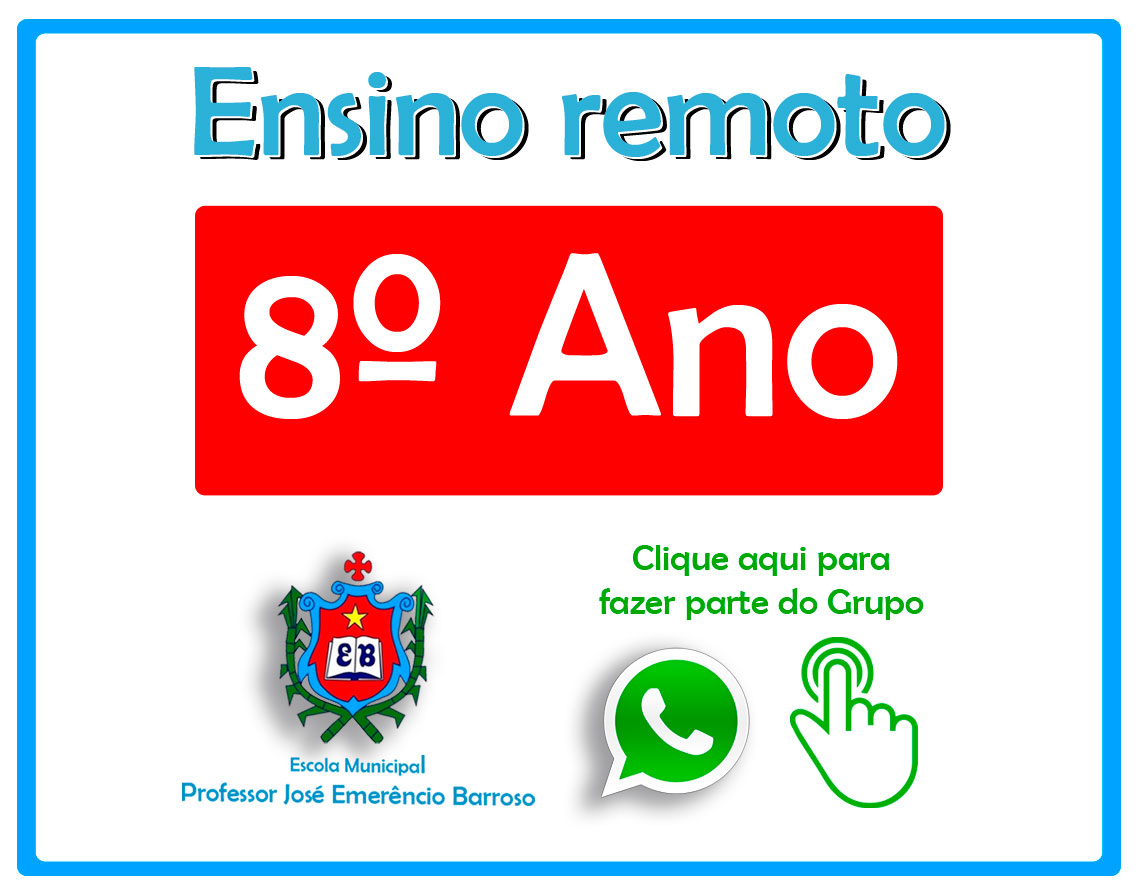 Ensino remoto
8º Ano
Clique aqui para
fazer parte do Grupo
EB
Escola Municipal
Professor José Emerêncio Barroso